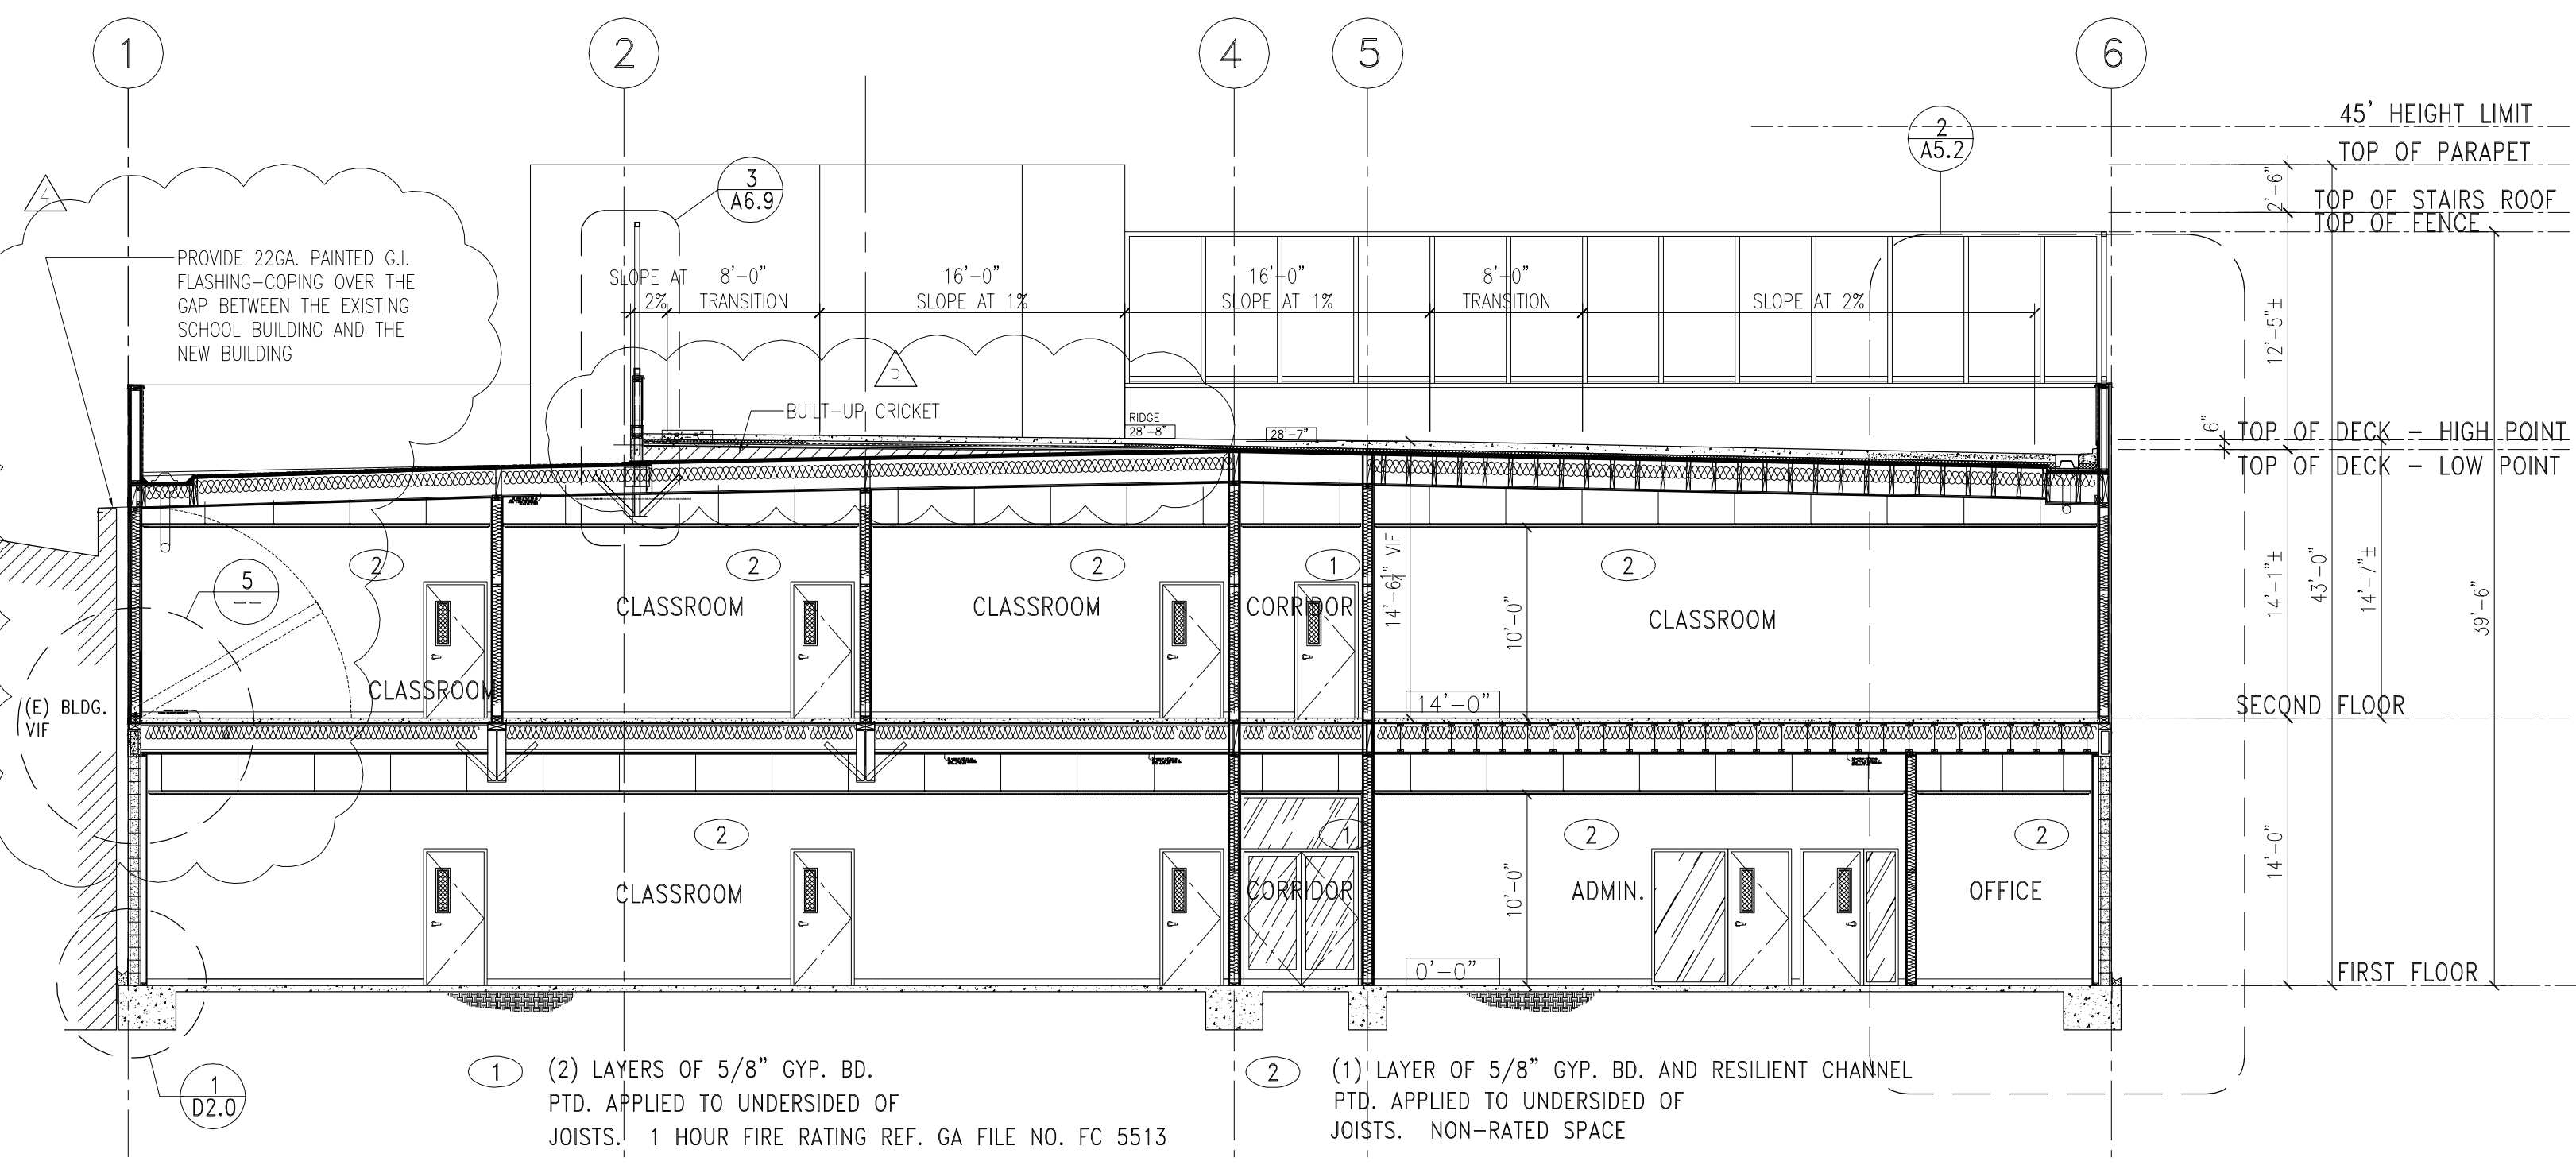 1
2
4
5
6
45' HEIGHT LIMIT
TOP OF PARAPET
2'-6"
TOP OF STAIRS ROOF
TOP OF FENCE
2
A5.2
3
A6.9
4
PROVIDE 22GA. PAINTED G.I.
FLASHING-COPING OVER THE
GAP BETWEEN THE EXISTING
SCHOOL BUILDING AND THE
NEW BUILDING
SLOPE AT
2%
8'-0"
TRANSITION
16'-0"
SLOPE AT 1%
16'-0"
SLOPE AT 1%
8'-0"
TRANSITION
SLOPE AT 2%
12'-5"±
BUILT-UP CRICKET
RIDGE
28'-8"
28'-5"
28'-7"
6"
TOP OF DECK - HIGH POINT
TOP OF DECK - LOW POINT
2
2
2
1
2
5
--
CLASSROOM
CLASSROOM
CLASSROOM
CORRIDOR
CLASSROOM
14'-6¼" VIF
10'-0"
14'-1"±
43'-0"
14'-7"±
39'-6"
(E) BLDG.
VIF
14'-0"
SECOND FLOOR
2
1
2
2
CLASSROOM
CORRIDOR
10'-0"
ADMIN.
OFFICE
14'-0"
0'-0"
FIRST FLOOR
1
D2.0
1
(2) LAYERS OF 5/8" GYP. BD.
PTD. APPLIED TO UNDERSIDED OF
JOISTS. 1 HOUR FIRE RATING REF. GA FILE NO. FC 5513
2
(1) LAYER OF 5/8" GYP. BD. AND RESILIENT CHANNEL
PTD. APPLIED TO UNDERSIDED OF
JOISTS. NON-RATED SPACE